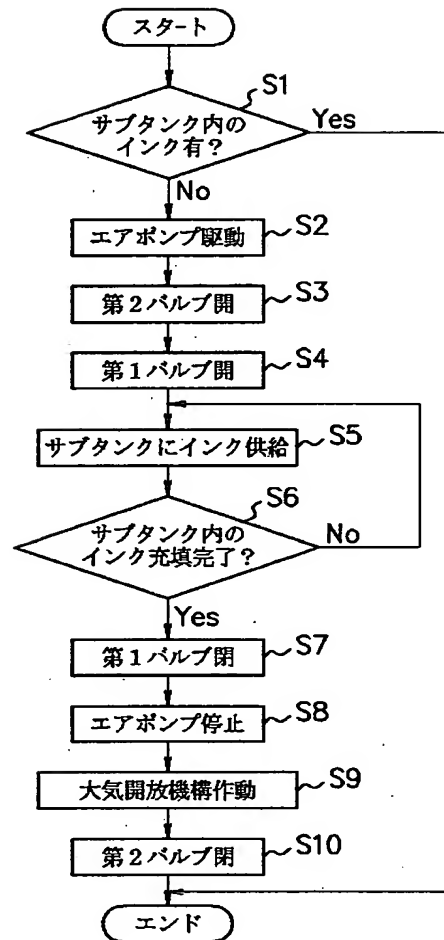 スタート
S1
サブタンク内の
インク有？
Yes
No
エアポンプ駆動
S2
第2バルブ開
S3
第1バルブ開
S4
サブタンクにインク供給
S5
S6
サブタンク内の
インク充填完了？
No
Yes
第1バルブ閉
S7
エアポンプ停止
S8
大気開放機構作動
S9
第2バルブ閉
S10
エンド